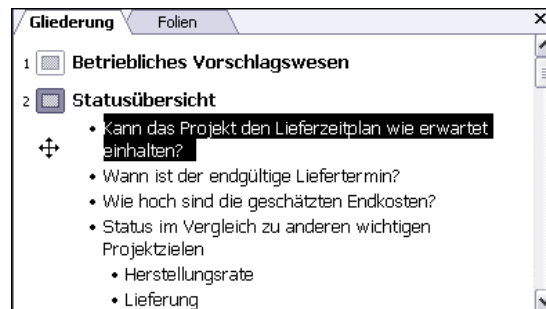 Gliederung Folien
1 Betriebliches Vorschlagswesen
2 Statusübersicht
• Kann das Projekt den Lieferzeitplan wie erwartet
einhalten?
• Wann ist der endgültige Liefertermin?
• Wie hoch sind die geschätzten Endkosten?
• Status im Vergleich zu anderen wichtigen
Projektzielen
• Herstellungsrate
• Lieferung